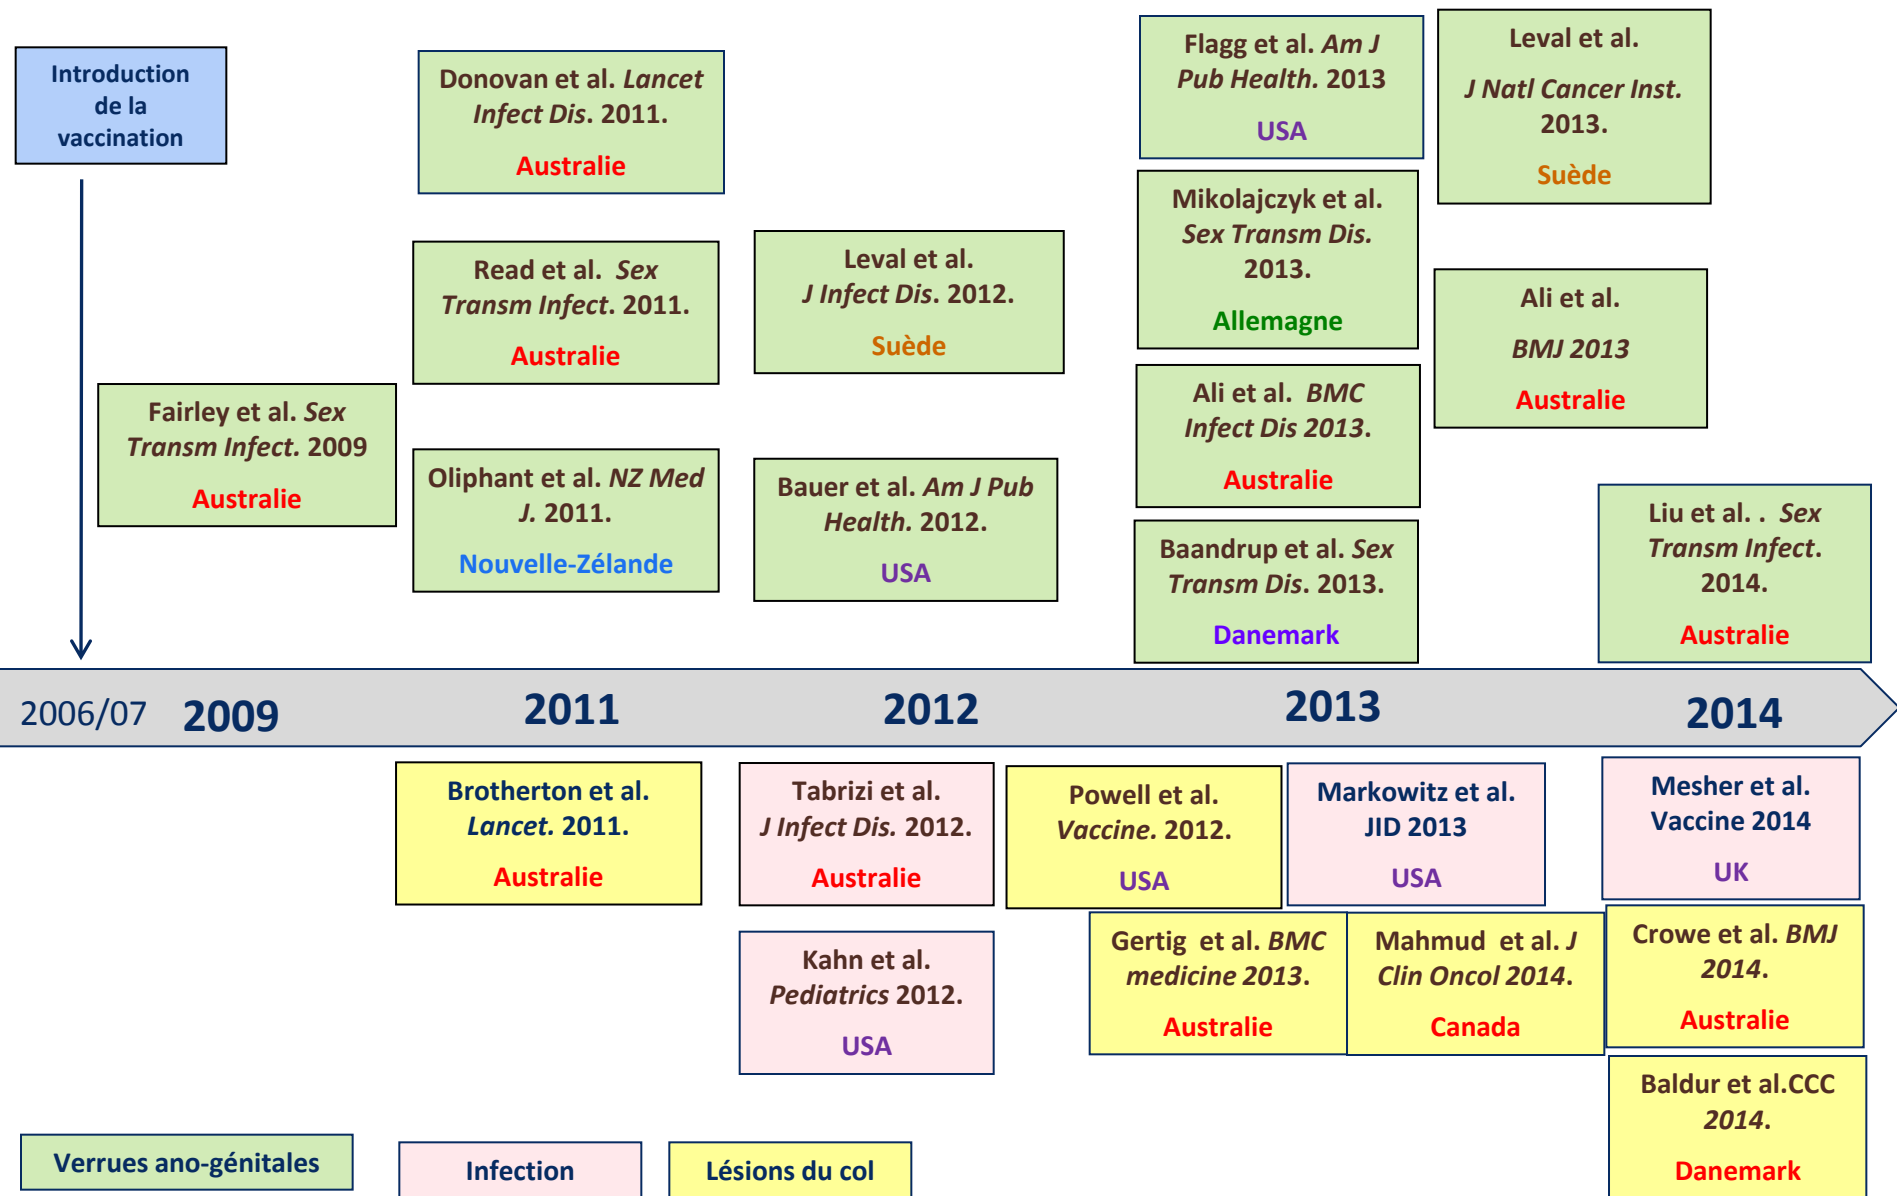 Introduction
de la
vaccination
Donovan et al. Lancet
Infect Dis. 2011.
Australie
Flagg et al. Am J
Pub Health. 2013
USA
Leval et al.
J Natl Cancer Inst.
2013.
Suède
Read et al. Sex
Transm Infect. 2011.
Australie
Leval et al.
J Infect Dis. 2012.
Suède
Mikolajczyk et al.
Sex Transm Dis.
2013.
Allemagne
Ali et al.
BMJ 2013
Australie
Fairley et al. Sex
Transm Infect. 2009
Australie
Oliphant et al. NZ Med
J. 2011.
Nouvelle-Zélande
Bauer et al. Am J Pub
Health. 2012.
USA
Ali et al. BMC
Infect Dis 2013.
Australie
Baandrup et al. Sex
Transm Dis. 2013.
Danemark
Liu et al. . Sex
Transm Infect.
2014.
Australie
2006/07 2009 2011 2012 2013 2014
Brotherton et al.
Lancet. 2011.
Australie
Tabrizi et al.
J Infect Dis. 2012.
Australie
Powell et al.
Vaccine. 2012.
USA
Markowitz et al.
JID 2013
USA
Mesher et al.
Vaccine 2014
UK
Kahn et al.
Pediatrics 2012.
USA
Gertig et al. BMC
medicine 2013.
Australie
Mahmud et al. J
Clin Oncol 2014.
Canada
Crowe et al. BMJ
2014.
Australie
Baldur et al.CCC
2014.
Danemark
Verrues ano-génitales
Infection
Lésions du col